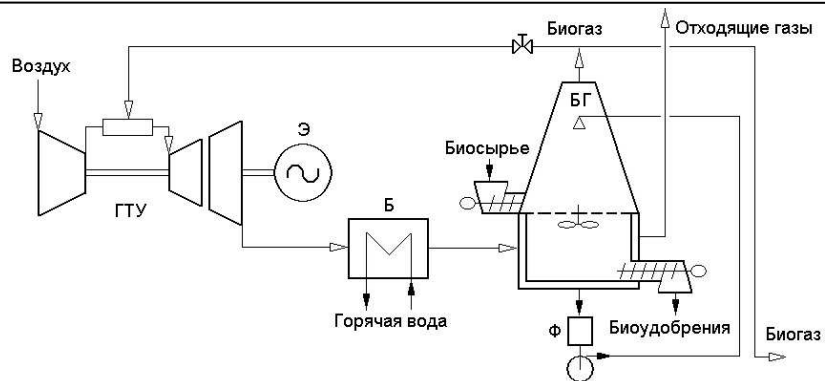 Биогаз
Отходящие газы
Воздух
БГ
Э
Биосырье
ГТУ
Б
Горячая вода
Ф
Биоудобрения
Биогаз